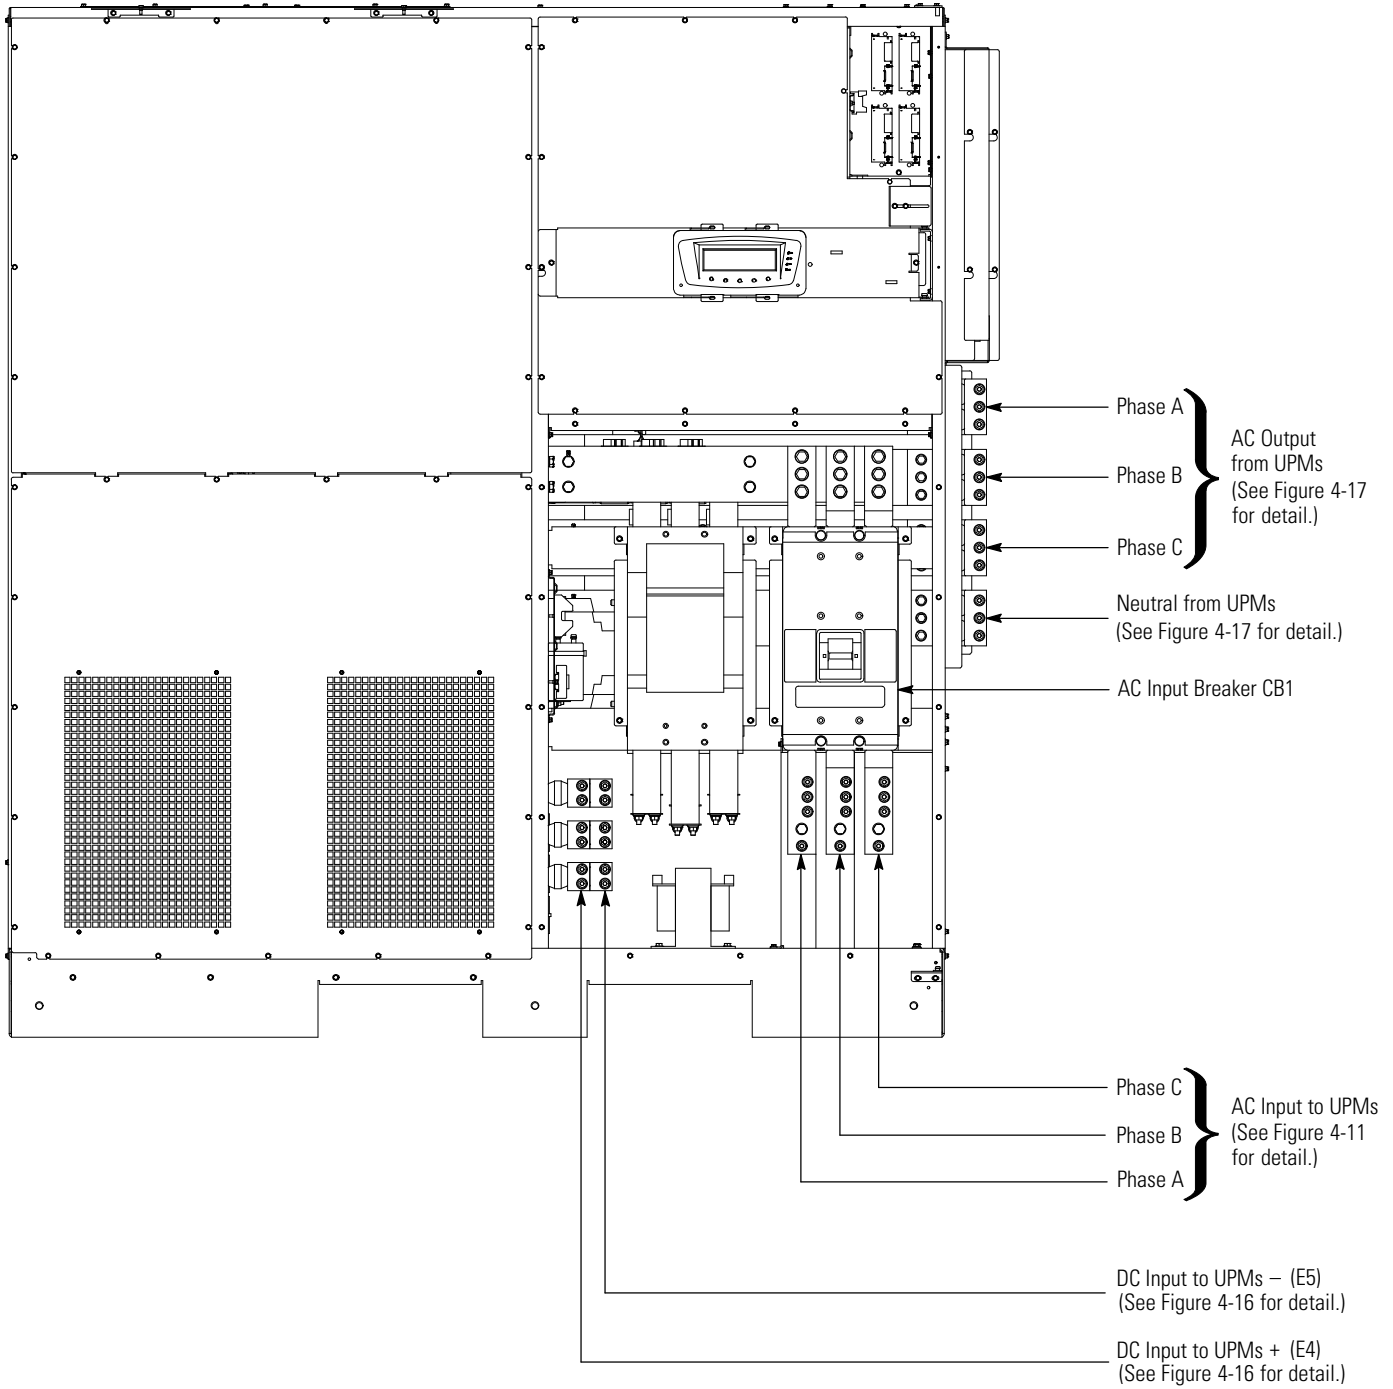 Phase A
Phase B
Phase C
AC Output
from UPMs
(See Figure 4-17
for detail.)
Neutral from UPMs
(See Figure 4-17 for detail.)
AC Input Breaker CB1
Phase C
Phase B
Phase A
AC Input to UPMs
(See Figure 4-11
for detail.)
DC Input to UPMs – (E5)
(See Figure 4-16 for detail.)
DC Input to UPMs + (E4)
(See Figure 4-16 for detail.)